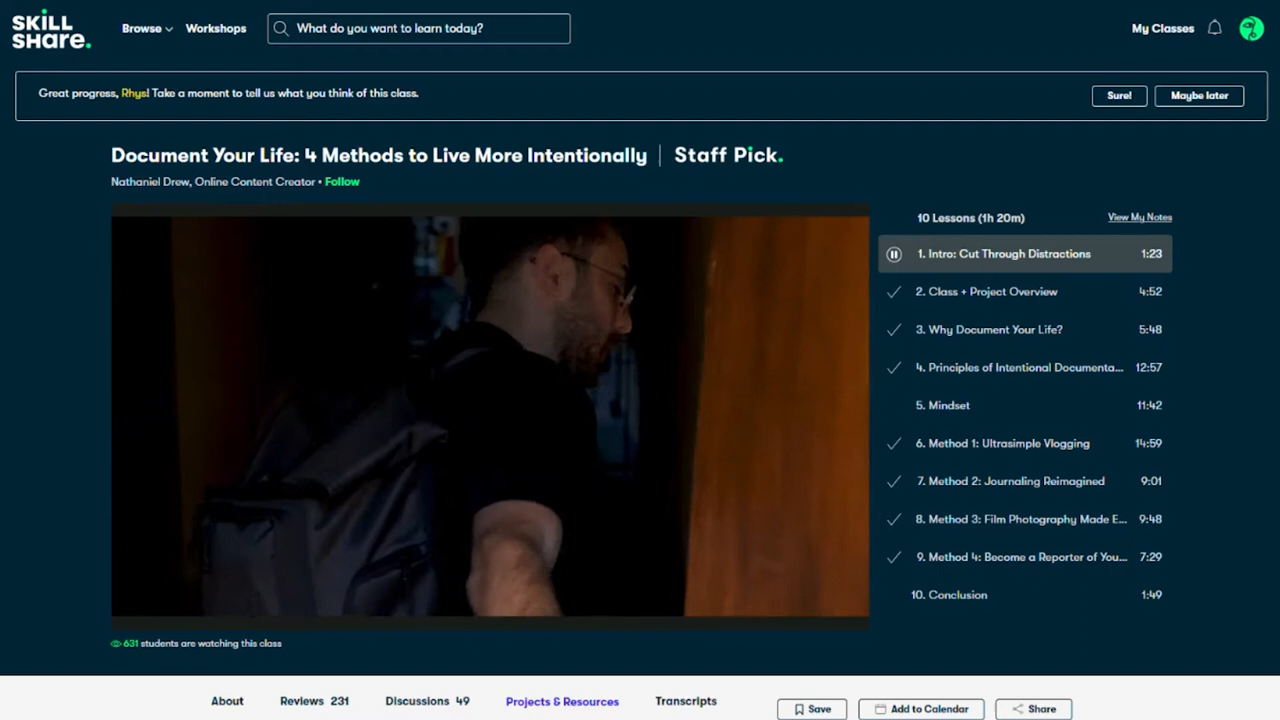 SKILL SHare.
Browse
Workshops
What do you want to learn today?
My Classes
Great progress, Rhys! Take a moment to tell us what you think of this class.
Sure!
Maybe later
Document Your Life: 4 Methods to Live More Intentionally | Staff Pick.
Nathaniel Drew, Online Content Creator • Follow
10 Lessons (1h 20m)
View My Notes
1. Intro: Cut Through Distractions 1:23
2. Class + Project Overview 4:52
3. Why Document Your Life? 5:48
4. Principles of Intentional Documenta... 12:57
5. Mindset 11:42
6. Method 1: Ultrasimple Vlogging 14:59
7. Method 2: Journaling Reimagined 9:01
8. Method 3: Film Photography Made E... 9:48
9. Method 4: Become a Reporter of You... 7:29
10. Conclusion 1:49
631 students are watching this class
About
Reviews 231
Discussions 49
Projects & Resources
Transcripts
Save
Add to Calendar
Share